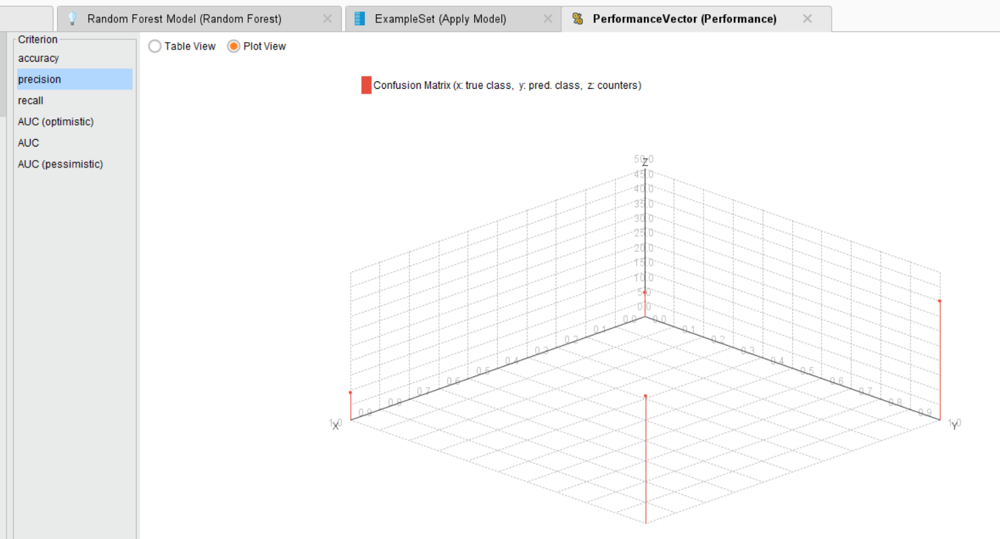 Random Forest Model (Random Forest)
ExampleSet (Apply Model)
PerformanceVector (Performance)
Criterion
accuracy
precision
recall
AUC (optimistic)
AUC
AUC (pessimistic)
Table View
Plot View
Confusion Matrix (x: true class, y: pred. class, z: counters)
Z
50.0
45.0
40.0
35.0
30.0
25.0
20.0
15.0
10.0
5.0
0.0
0.0 0.0
0.1 0.1
0.2 0.2
0.3 0.3
0.4 0.4
0.5 0.5
0.6 0.6
0.7 0.7
0.8 0.8
0.9 0.9
1.0 1.0
X Y